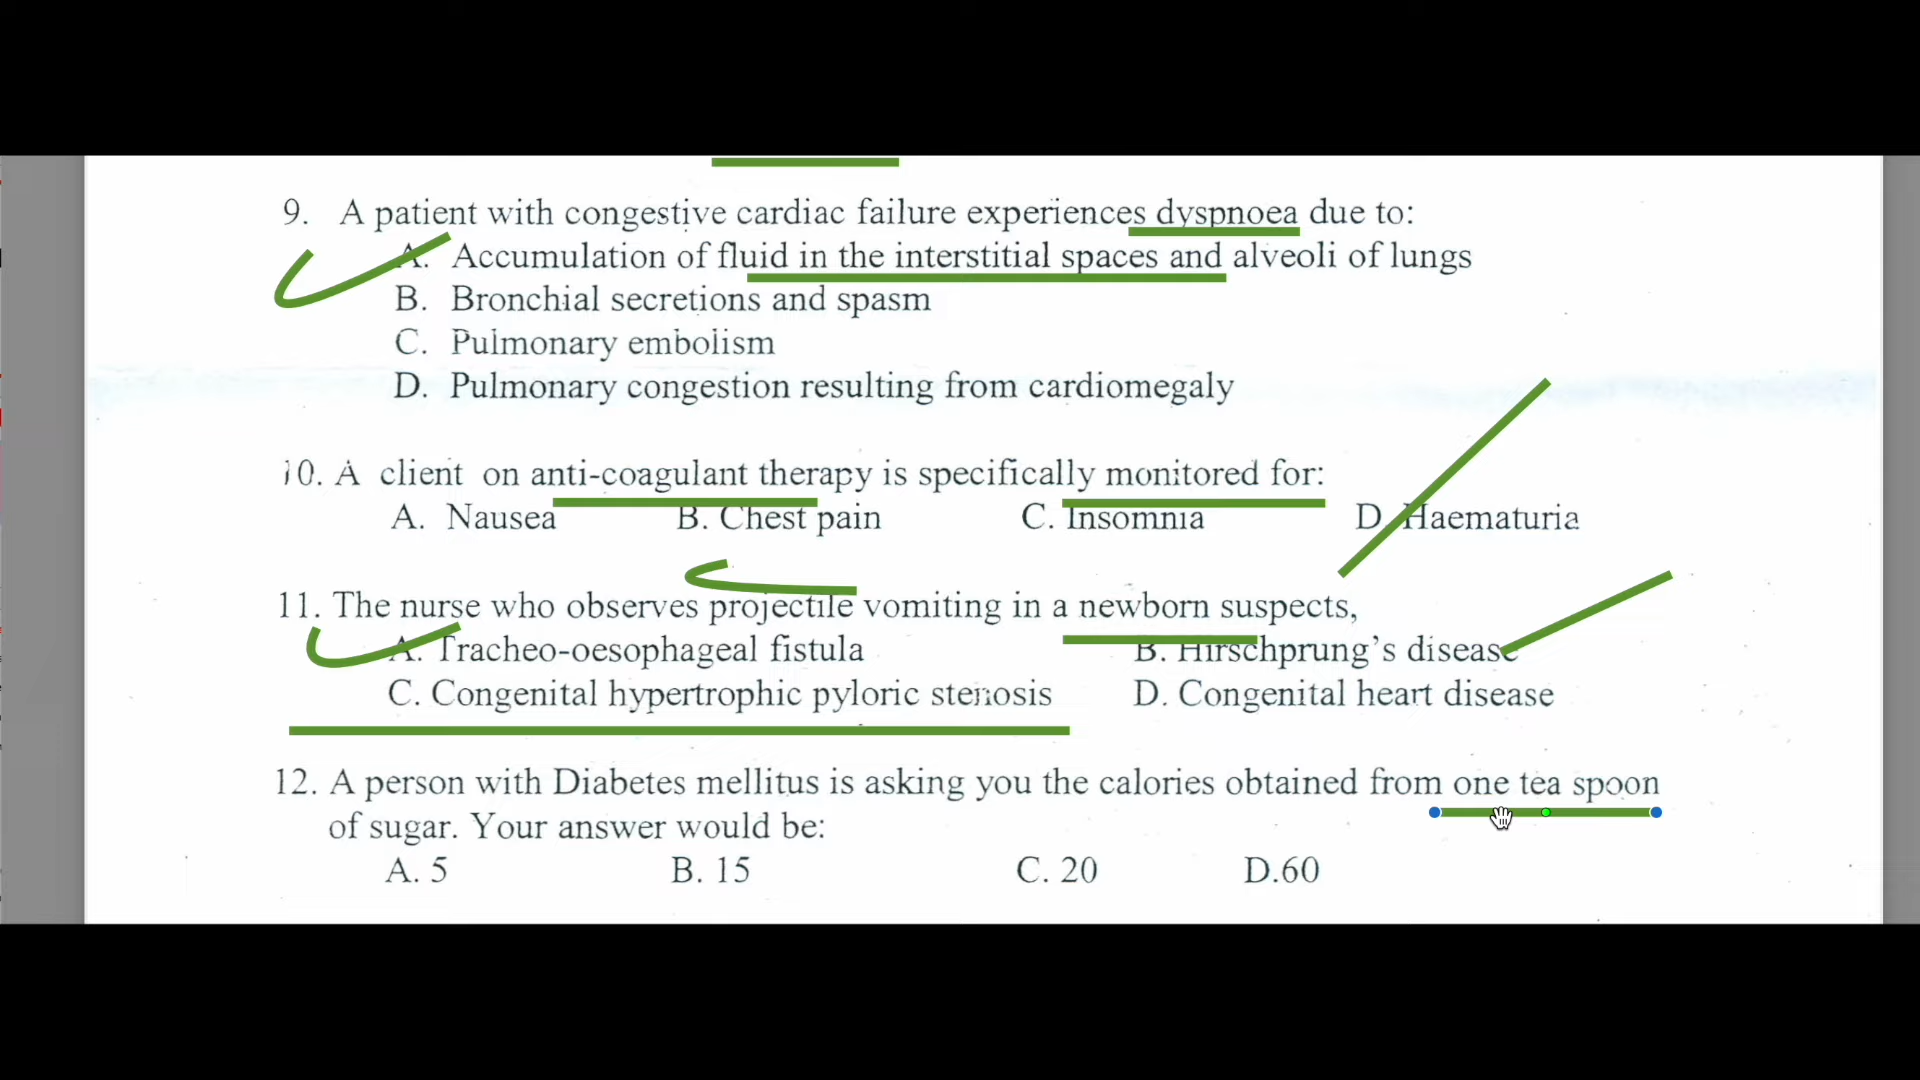 9. A patient with congestive cardiac failure experiences dyspnoea due to:
A. Accumulation of fluid in the interstitial spaces and alveoli of lungs
B. Bronchial secretions and spasm
C. Pulmonary embolism
D. Pulmonary congestion resulting from cardiomegaly
10. A client on anti-coagulant therapy is specifically monitored for:
A. Nausea B. Chest pain C. Insomnia D. Haematuria
11. The nurse who observes projectile vomiting in a newborn suspects,
A. Tracheo-oesophageal fistula B. Hirschprung's disease
C. Congenital hypertrophic pyloric stenosis D. Congenital heart disease
12. A person with Diabetes mellitus is asking you the calories obtained from one tea spoon
of sugar. Your answer would be:
A. 5 B. 15 C. 20 D.60